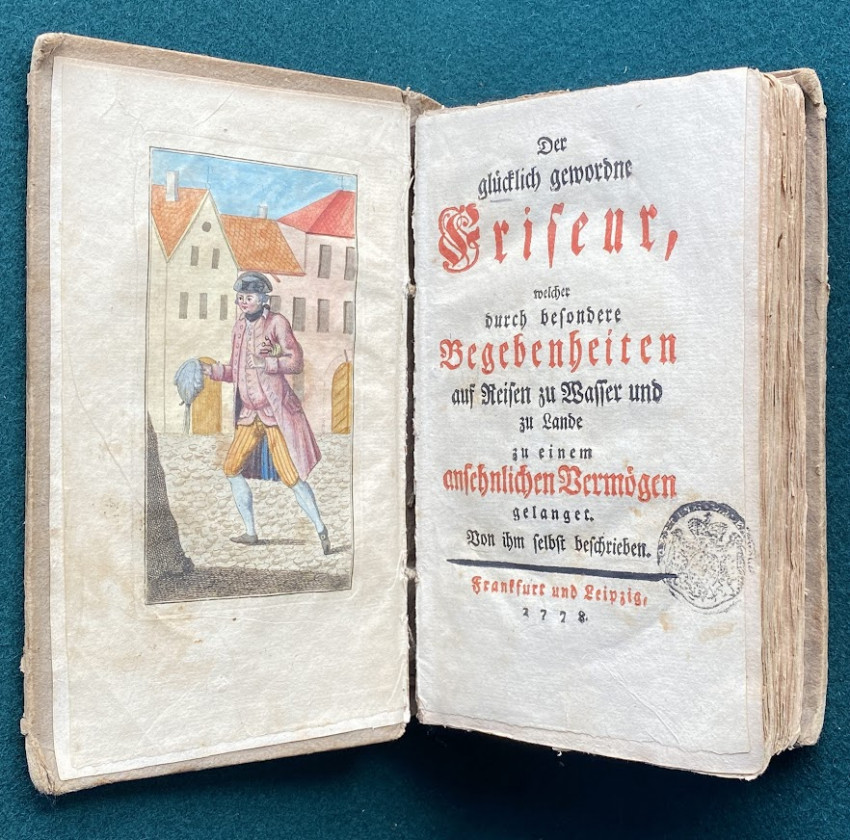 Der
glücklich gewordne
Friseur,
welcher
durch besondere
Begebenheiten
auf Reisen zu Wasser und
zu Lande
zu einem
ansehnlichen Vermögen
gelanget.
Von ihm selbst beschrieben.
Frankfurt und Leipzig,
1778.